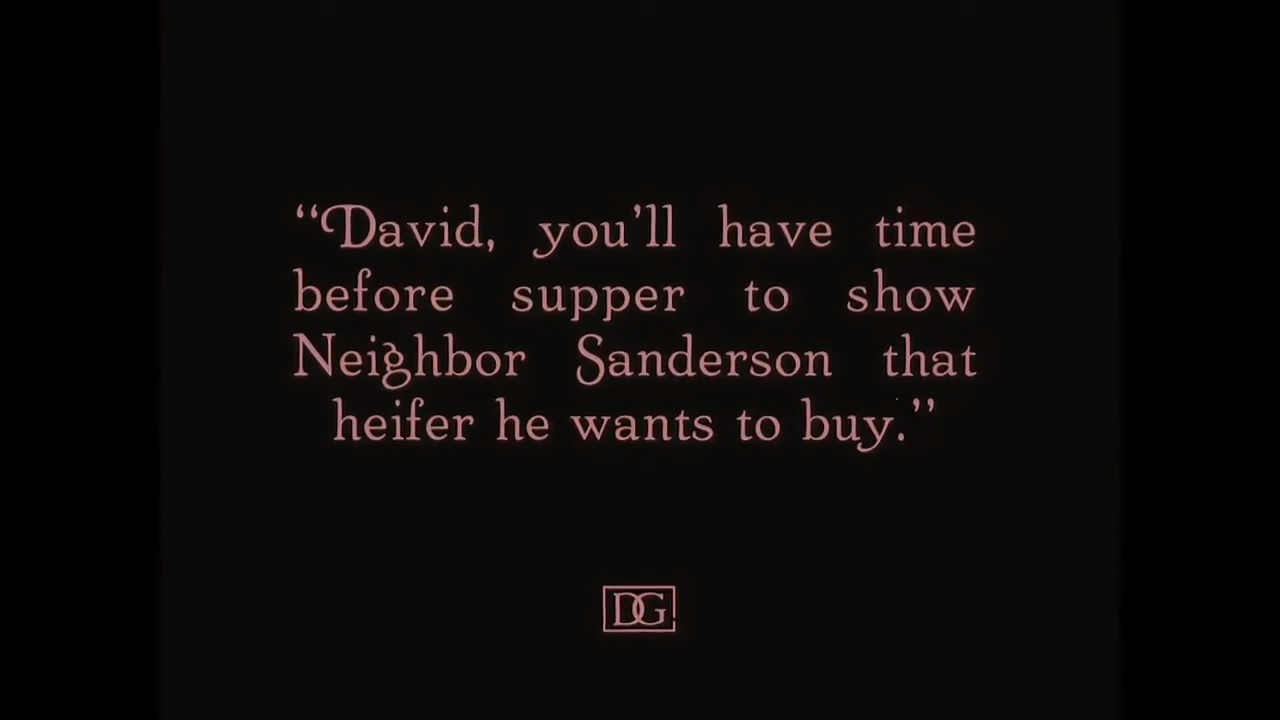 “David, you’ll have time
before supper to show
Neighbor Sanderson that
heifer he wants to buy.”
DG